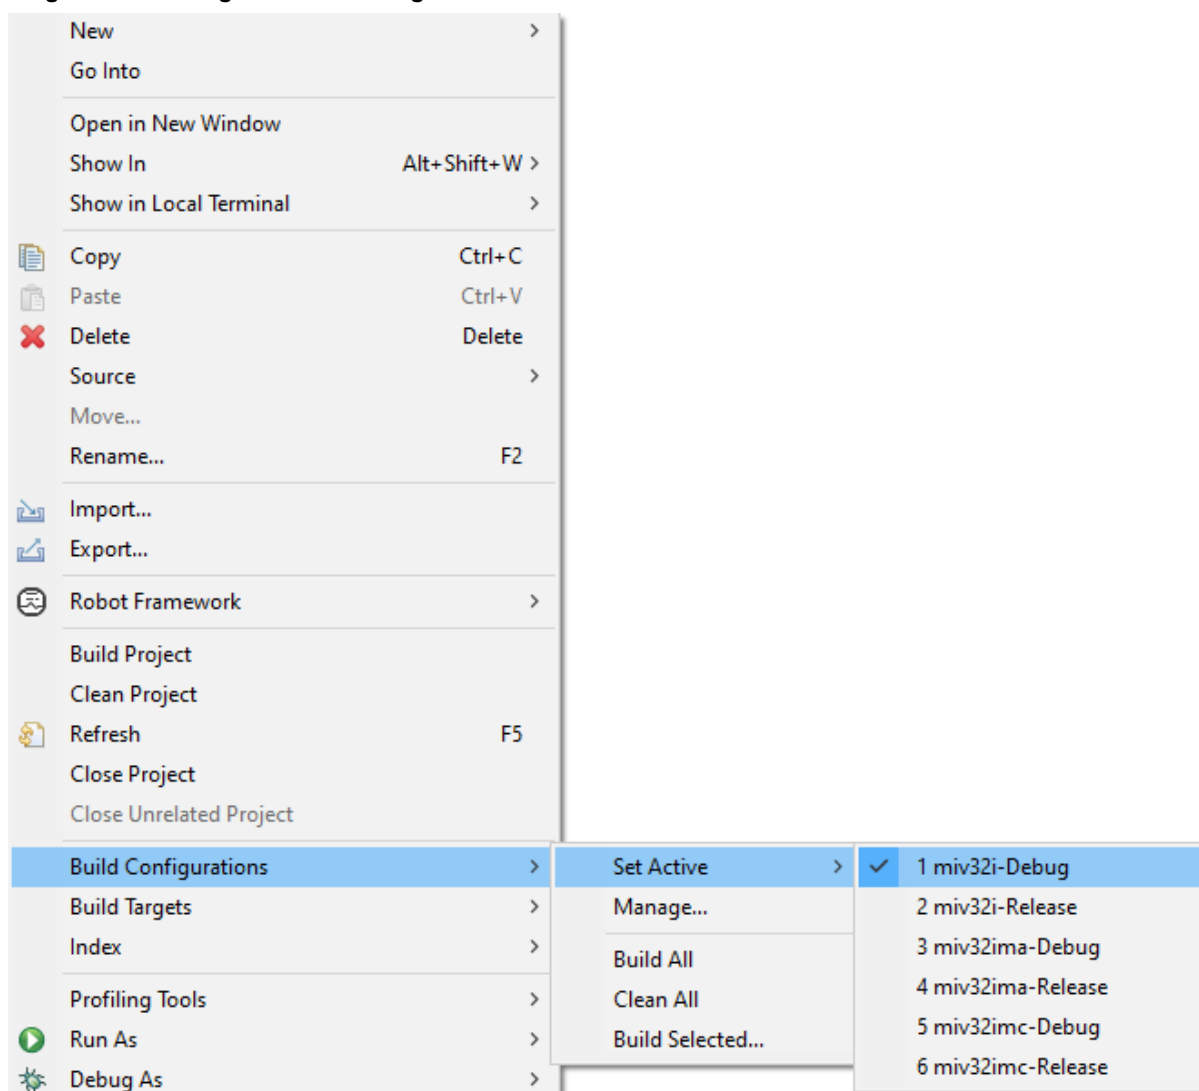 New >
Go Into
Open in New Window
Show In Alt+Shift+W >
Show in Local Terminal >
Copy Ctrl+C
Paste Ctrl+V
Delete Delete
Source >
Move...
Rename... F2
Import...
Export...
Robot Framework >
Build Project
Clean Project
Refresh F5
Close Project
Close Unrelated Project
Build Configurations >
Build Targets >
Index >
Profiling Tools >
Run As >
Debug As >
Set Active >
Manage...
Build All
Clean All
Build Selected...
1 miv32i-Debug
2 miv32i-Release
3 miv32ima-Debug
4 miv32ima-Release
5 miv32imc-Debug
6 miv32imc-Release